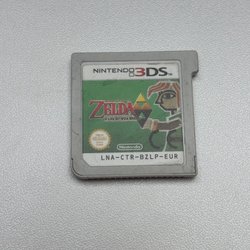 NINTENDO 3DS
ZELDA
Nintendo
LNA-CTR-BZLP-EUR